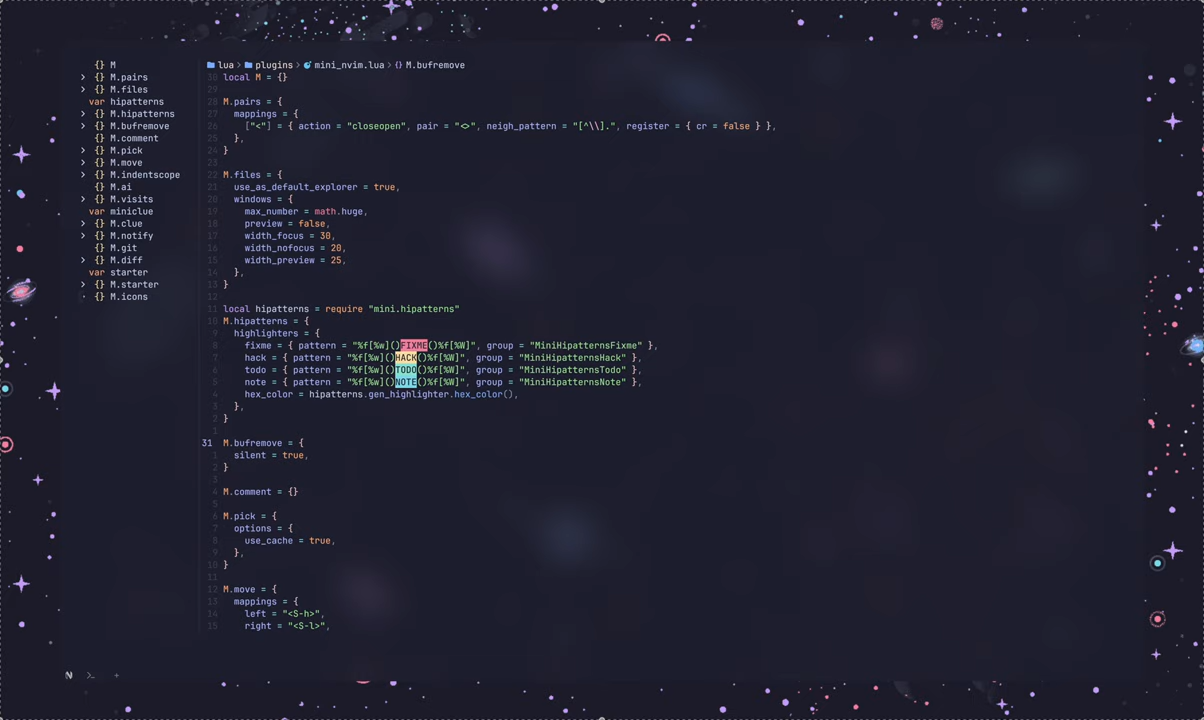 {} M
> {} M.pairs
> {} M.files
var hipatterns
> {} M.hipatterns
> {} M.bufremove
{} M.comment
> {} M.pick
> {} M.move
> {} M.indentscope
{} M.ai
> {} M.visits
var miniclue
> {} M.clue
> {} M.notify
{} M.git
> {} M.diff
var starter
> {} M.starter
· {} M.icons
lua > plugins > mini_nvim.lua > {} M.bufremove
30 local M = {}
29
28 M.pairs = {
27   mappings = {
26     ["<"] = { action = "closeopen", pair = "<>", neigh_pattern = "[^\\].", register = { cr = false } },
25   },
24 }
23
22 M.files = {
21   use_as_default_explorer = true,
20   windows = {
19     max_number = math.huge,
18     preview = false,
17     width_focus = 30,
16     width_nofocus = 20,
15     width_preview = 25,
14   },
13 }
12
11 local hipatterns = require "mini.hipatterns"
10 M.hipatterns = {
9   highlighters = {
8     fixme = { pattern = "%f[%w]()FIXME()%f[%W]", group = "MiniHipatternsFixme" },
7     hack = { pattern = "%f[%w]()HACK()%f[%W]", group = "MiniHipatternsHack" },
6     todo = { pattern = "%f[%w]()TODO()%f[%W]", group = "MiniHipatternsTodo" },
5     note = { pattern = "%f[%w]()NOTE()%f[%W]", group = "MiniHipatternsNote" },
4     hex_color = hipatterns.gen_highlighter.hex_color(),
3   },
2 }
1
31 M.bufremove = {
1   silent = true,
2 }
3
4 M.comment = {}
5
6 M.pick = {
7   options = {
8     use_cache = true,
9   },
10 }
11
12 M.move = {
13   mappings = {
14     left = "<S-h>",
15     right = "<S-l>",
N >_ +